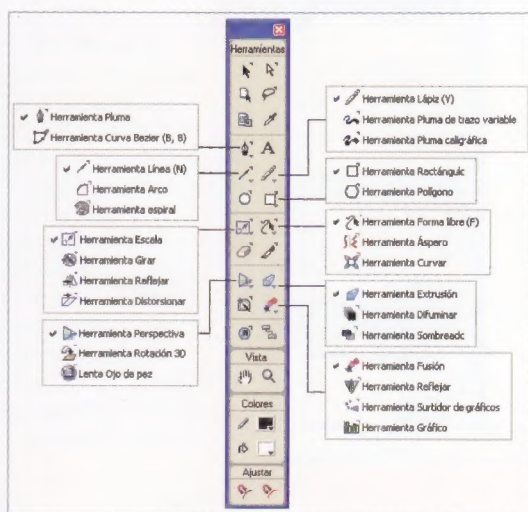 Herramientas
Herramienta Pluma
Herramienta Curva Bezier (B, B)
Herramienta Línea (N)
Herramienta Arco
Herramienta espiral
Herramienta Escala
Herramienta Girar
Herramienta Reflejar
Herramienta Distorsionar
Herramienta Perspectiva
Herramienta Rotación 3D
Lente Ojo de pez
A
Vista
Colores
Ajustar
Herramienta Lápiz (Y)
Herramienta Pluma de trazo variable
Herramienta Pluma caligráfica
Herramienta Rectángulc
Herramienta Polígono
Herramienta Forma libre (F)
Herramienta Áspero
Herramienta Curvar
Herramienta Extrusión
Herramienta Difuminar
Herramienta Sombreadc
Herramienta Fusión
Herramienta Reflejar
Herramienta Surtidor de gráficos
Herramienta Gráfico